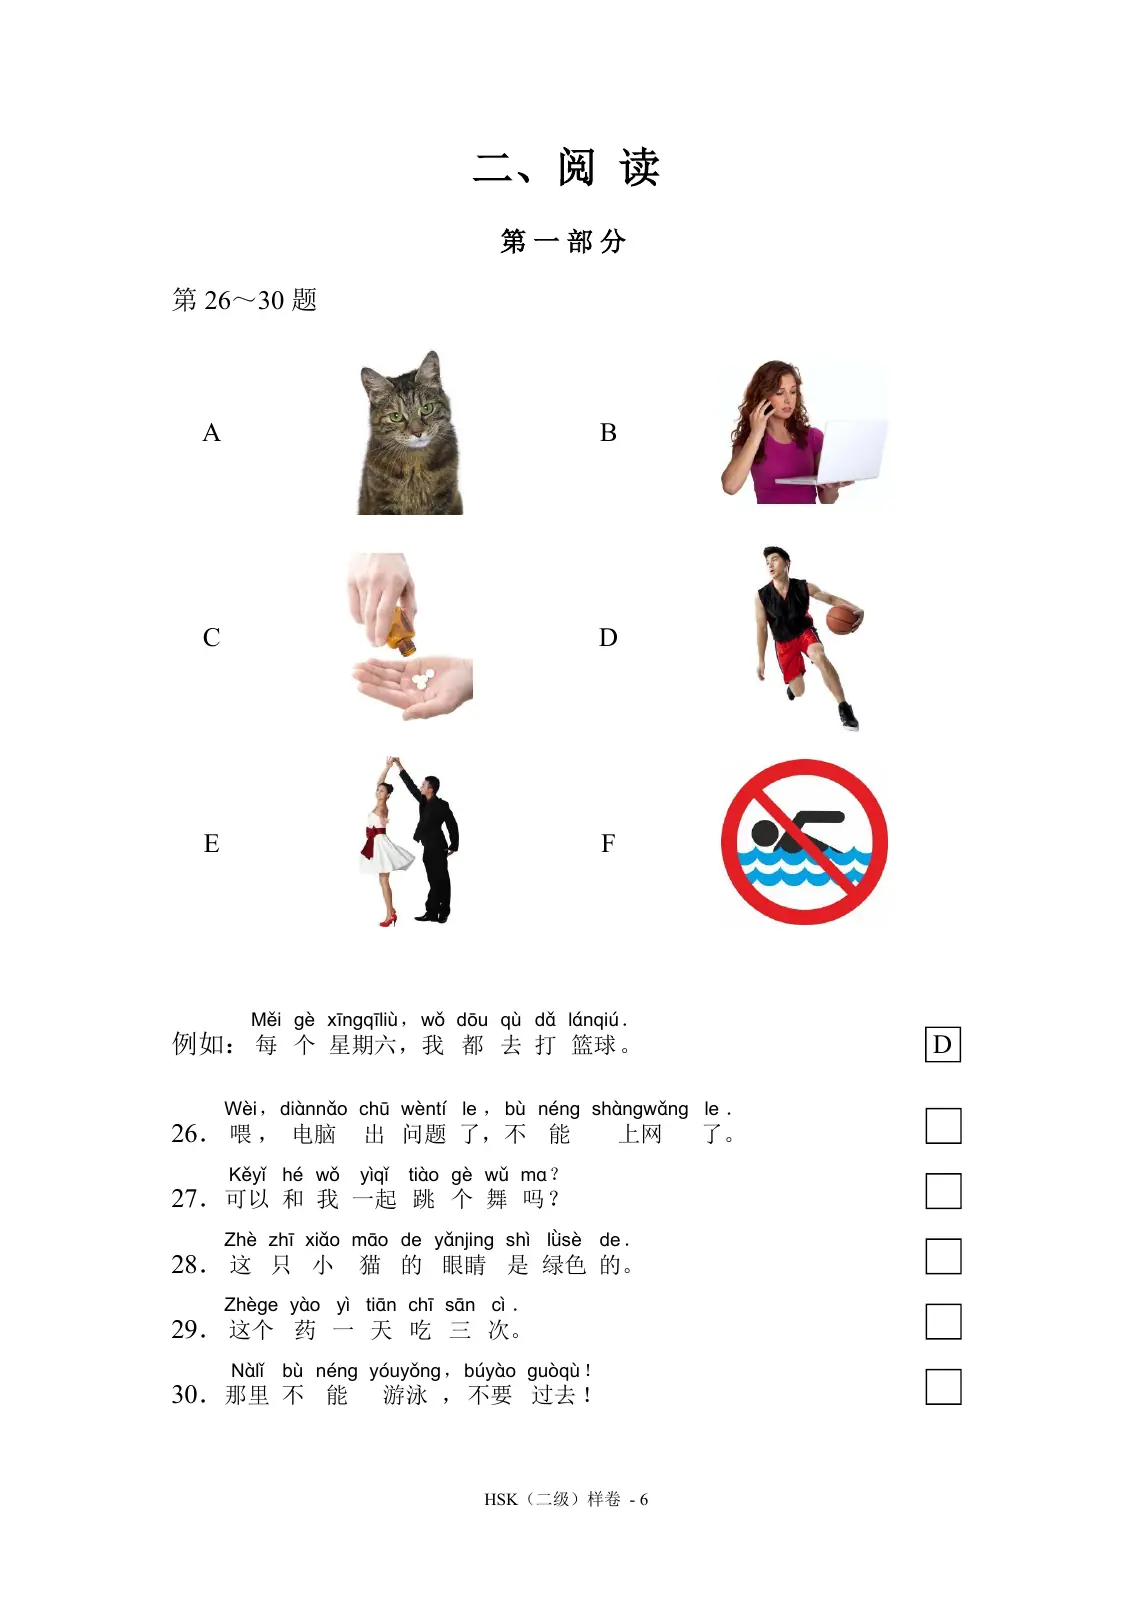 二、阅 读
第一部分
第 26～30 题
A
B
C
D
E
F
Měi gè xīngqīliù，wǒ dōu qù dǎ lánqiú．
例如：每 个 星期六，我 都 去 打 篮球。 D
Wèi，diànnǎo chū wèntí le，bù néng shàngwǎng le．
26．喂，电脑 出 问题 了，不 能 上网 了。
Kěyǐ hé wǒ yìqǐ tiào gè wǔ ma？
27．可以 和 我 一起 跳 个 舞 吗？
Zhè zhī xiǎo māo de yǎnjing shì lǜsè de．
28．这 只 小 猫 的 眼睛 是 绿色 的。
Zhège yào yì tiān chī sān cì．
29．这个 药 一 天 吃 三 次。
Nàlǐ bù néng yóuyǒng，búyào guòqù！
30．那里 不 能 游泳，不要 过去！
HSK（二级）样卷 - 6